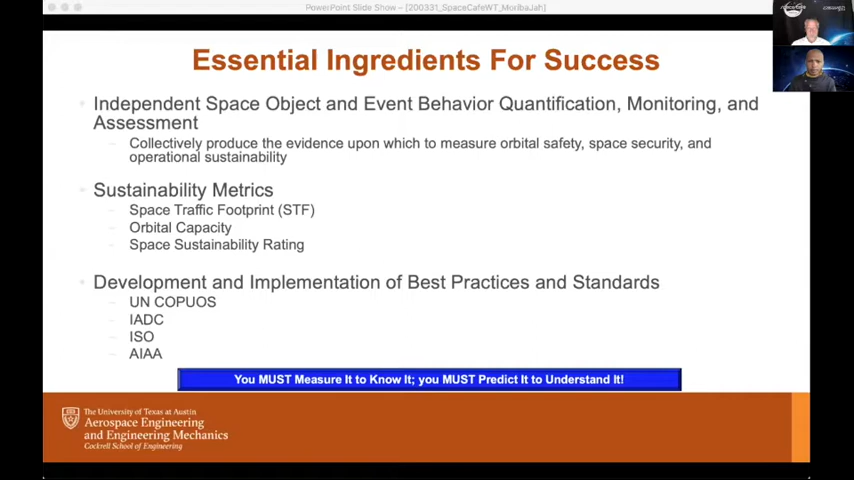 PowerPoint Slide Show – [200331_SpaceCafeWT_MoribaJah]
Essential Ingredients For Success
Independent Space Object and Event Behavior Quantification, Monitoring, and
Assessment
Collectively produce the evidence upon which to measure orbital safety, space security, and
operational sustainability
Sustainability Metrics
Space Traffic Footprint (STF)
Orbital Capacity
Space Sustainability Rating
Development and Implementation of Best Practices and Standards
UN COPUOS
IADC
ISO
AIAA
You MUST Measure It to Know It; you MUST Predict It to Understand It!
The University of Texas at Austin
Aerospace Engineering
and Engineering Mechanics
Cockrell School of Engineering